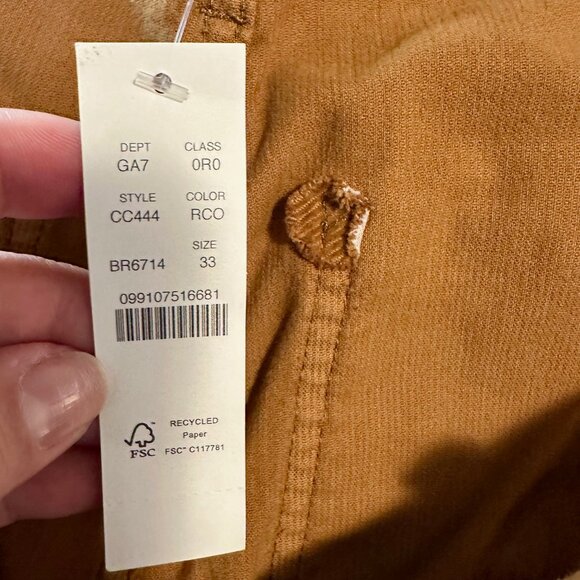 DEPT CLASS
GA7 0R0
STYLE COLOR
CC444 RCO
SIZE
BR6714 33
099107516681
RECYCLED
Paper
FSC™ C117781
FSC